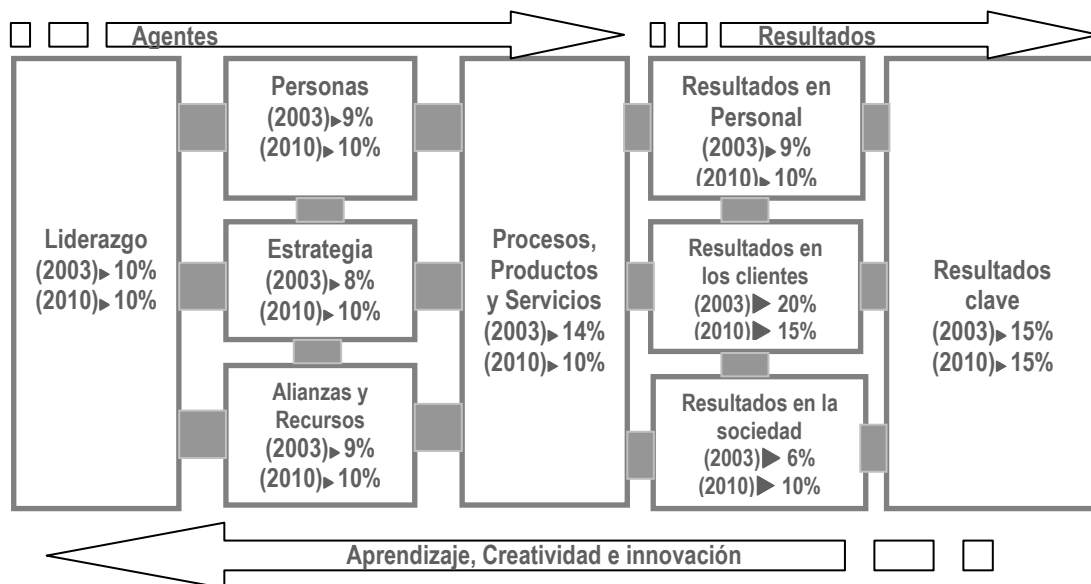 Agentes
Resultados
Liderazgo
(2003)▸10%
(2010)▸10%
Personas
(2003)▸9%
(2010)▸10%
Estrategia
(2003)▸8%
(2010)▸10%
Alianzas y
Recursos
(2003)▸9%
(2010)▸10%
Procesos,
Productos
y Servicios
(2003)▸14%
(2010)▸10%
Resultados en
Personal
(2003)▸9%
(2010)▸10%
Resultados en
los clientes
(2003)▶ 20%
(2010)▶ 15%
Resultados en la
sociedad
(2003)▶ 6%
(2010)▶ 10%
Resultados
clave
(2003)▸15%
(2010)▸15%
Aprendizaje, Creatividad e innovación